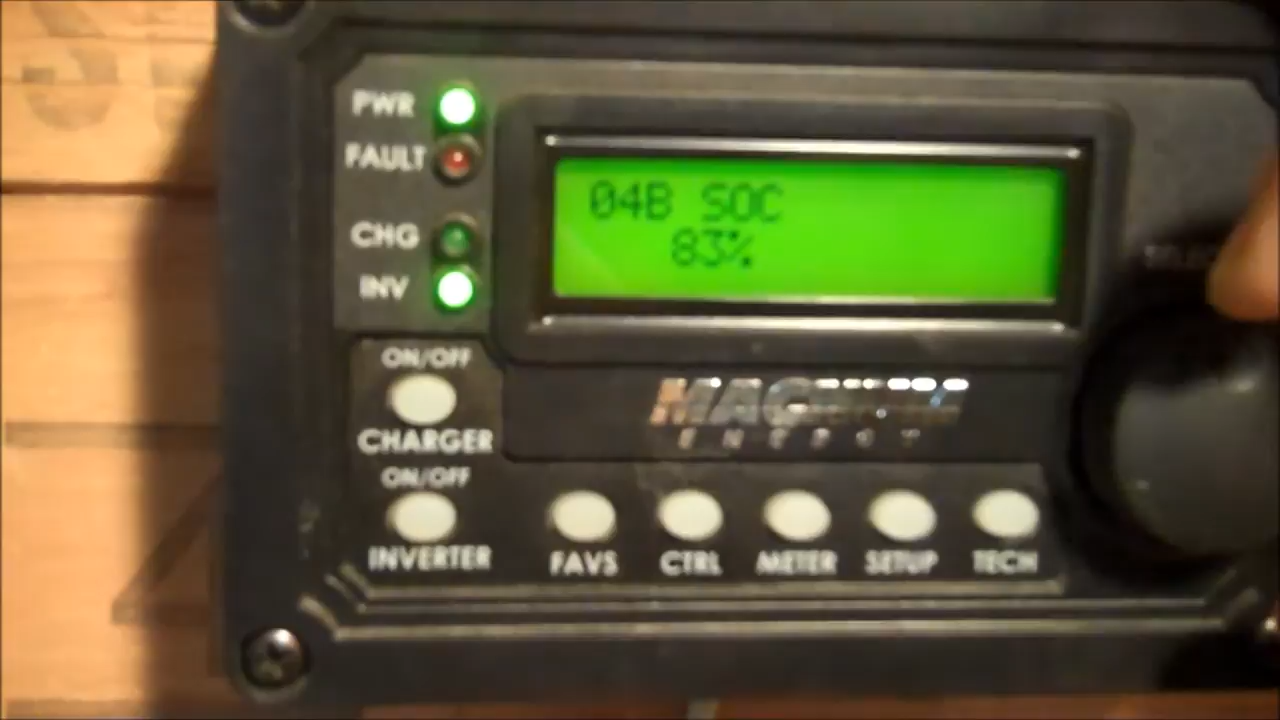 PWR
FAULT
CHG
INV
04B SOC
83%
ON/OFF
CHARGER
ON/OFF
INVERTER
MAGNUM
ENERGY
FAVS
CTRL
METER
SETUP
TECH